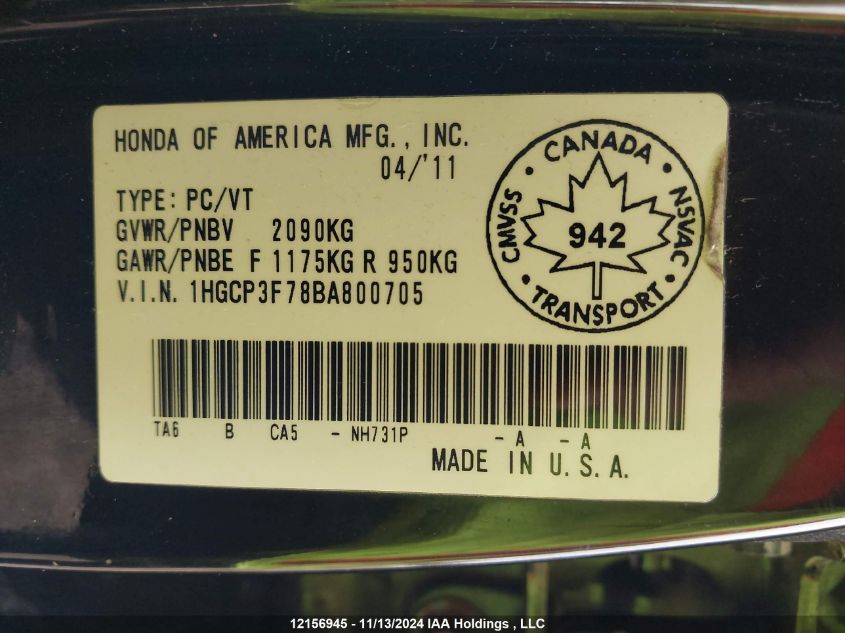 HONDA OF AMERICA MFG., INC.
04/'11
TYPE: PC/VT
GVWR/PNBV 2090KG
GAWR/PNBE F 1175KG R 950KG
V.I.N. 1HGCP3F78BA800705
CANADA
CMVSS
NSVAC
942
TRANSPORT
TA6 B CA5 - NH731P - A - A
MADE IN U.S.A.
12156945 - 11/13/2024 IAA Holdings , LLC